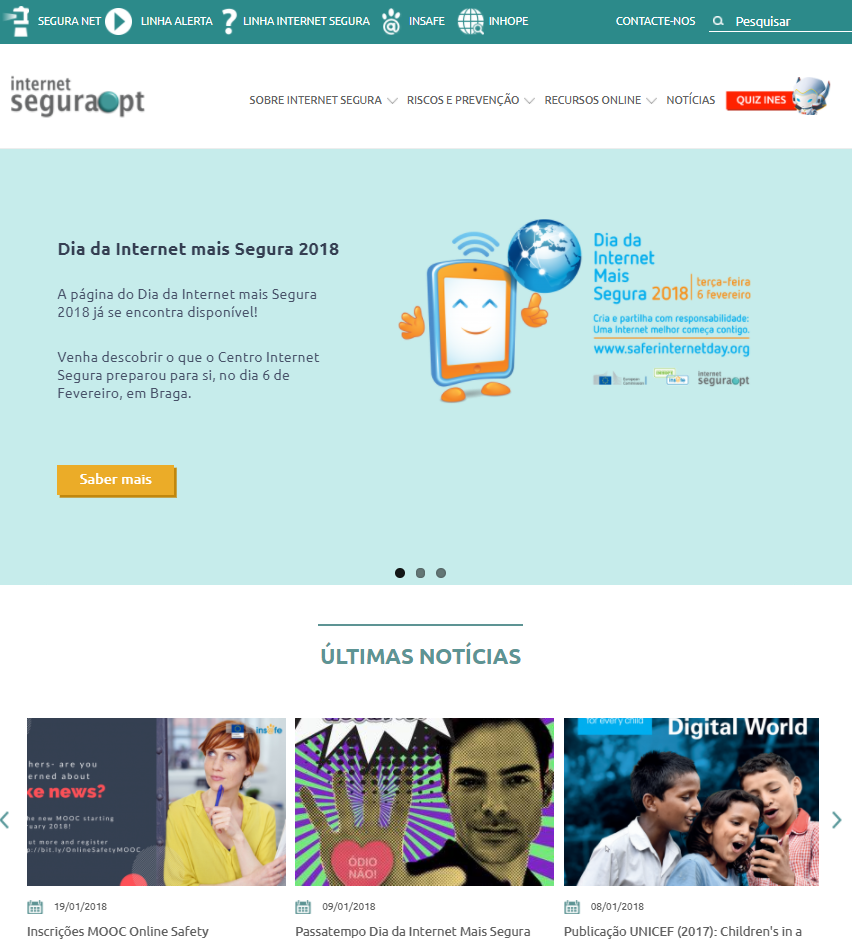 SEGURA NET
LINHA ALERTA
LINHA INTERNET SEGURA
INSAFE
INHOPE
CONTACTE-NOS
Pesquisar
internet
segura pt
SOBRE INTERNET SEGURA
RISCOS E PREVENÇÃO
RECURSOS ONLINE
NOTÍCIAS
QUIZ INES
Dia da Internet mais Segura 2018
A página do Dia da Internet mais Segura
2018 já se encontra disponível!
Venha descobrir o que o Centro Internet
Segura preparou para si, no dia 6 de
Fevereiro, em Braga.
Saber mais
Dia da
Internet
Mais
Segura 2018
terça-feira
6 fevereiro
Cria e partilha com responsabilidade:
Uma Internet melhor começa contigo.
www.saferinternetday.org
internet
segura pt
ÚLTIMAS NOTÍCIAS
insafe
hers- are you
erned about
ke news?
he new MOOC starting
ruary 2018!
out more and register
p://bit.ly/OnlineSafetyMOOC
ÓDIO
NÃO!
for every child
Digital World
19/01/2018
09/01/2018
08/01/2018
Inscrições MOOC Online Safety
Passatempo Dia da Internet Mais Segura
Publicação UNICEF (2017): Children's in a